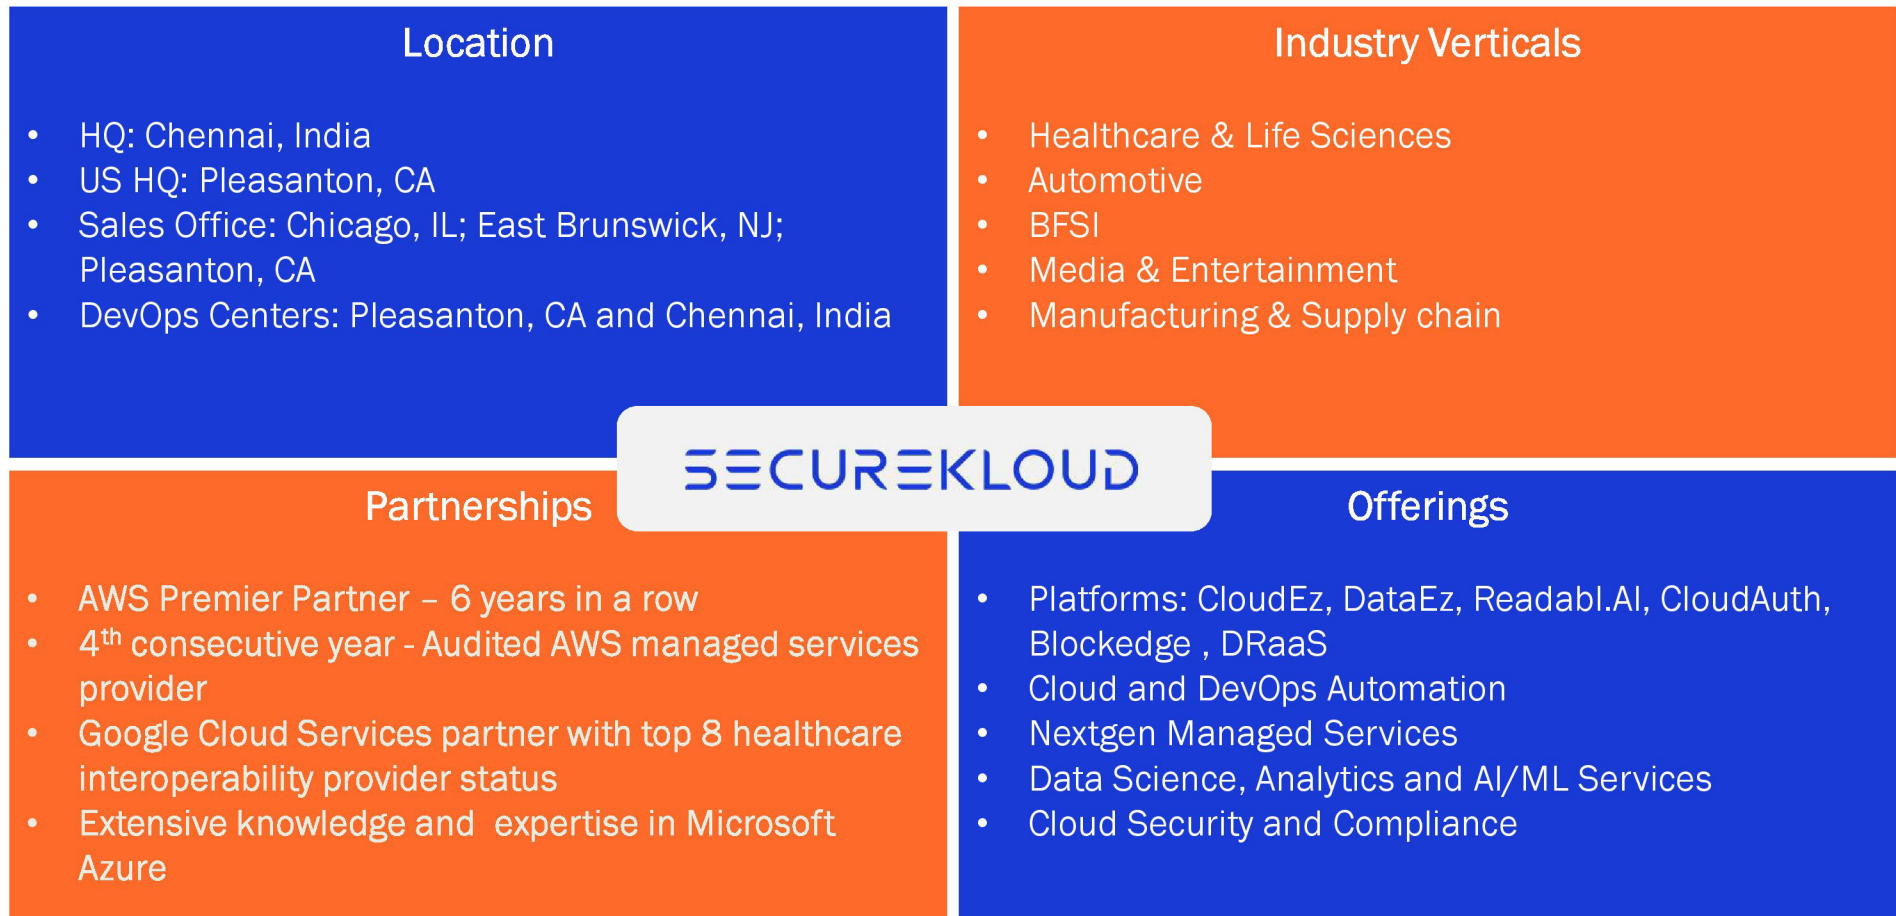 Location
• HQ: Chennai, India
• US HQ: Pleasanton, CA
• Sales Office: Chicago, IL; East Brunswick, NJ;
Pleasanton, CA
• DevOps Centers: Pleasanton, CA and Chennai, India
Industry Verticals
• Healthcare & Life Sciences
• Automotive
• BFSI
• Media & Entertainment
• Manufacturing & Supply chain
SECUREKLOUD
Partnerships
• AWS Premier Partner – 6 years in a row
• 4th consecutive year - Audited AWS managed services
provider
• Google Cloud Services partner with top 8 healthcare
interoperability provider status
• Extensive knowledge and  expertise in Microsoft
Azure
Offerings
• Platforms: CloudEz, DataEz, Readabl.AI, CloudAuth,
Blockedge , DRaaS
• Cloud and DevOps Automation
• Nextgen Managed Services
• Data Science, Analytics and AI/ML Services
• Cloud Security and Compliance